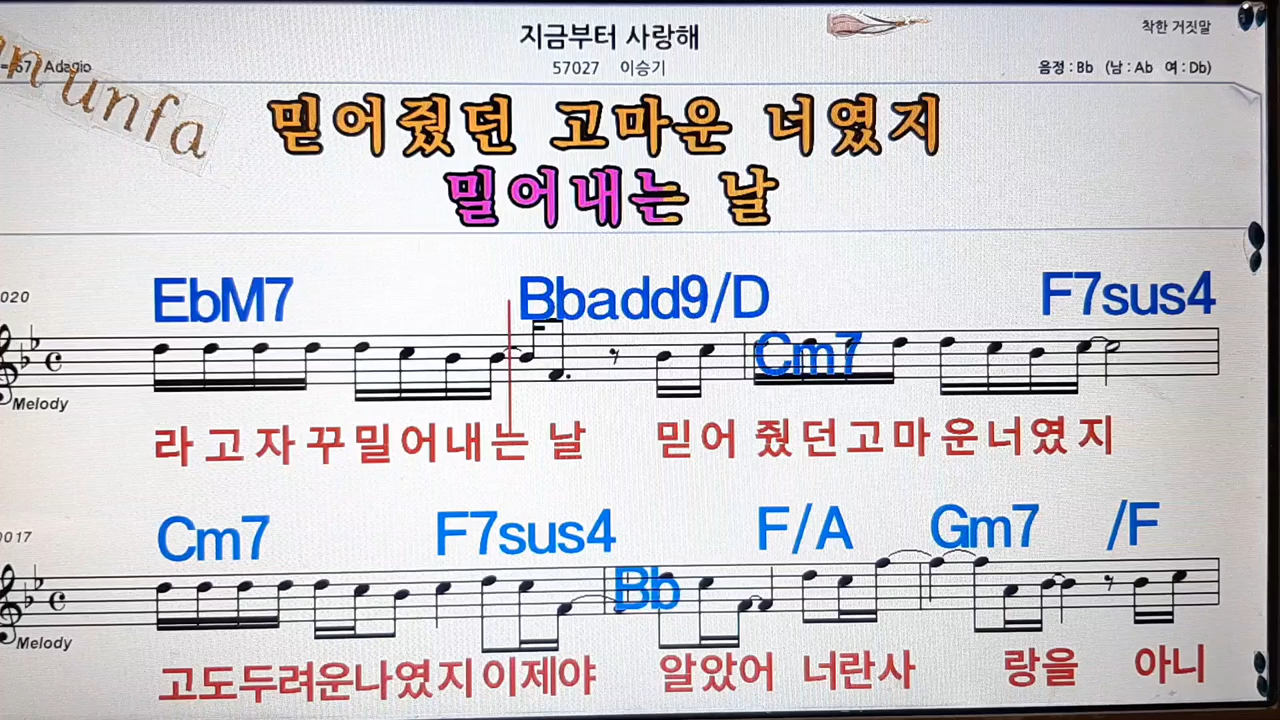 지금부터 사랑해
착한 거짓말
57027 이승기
음정 : Bb (남 : Ab 여 : Db)
Adagio
unfa
믿어줬던 고마운 너였지
밀어내는 날
020
EbM7 Bbadd9/D Cm7 F7sus4
Melody
라고자꾸밀어내는 날 믿어 줬던고마운너였지
Cm7 F7sus4 Bb F/A Gm7 /F
0017
Melody
고도두려운나였지이제야 알았어 너란사 랑을 아니